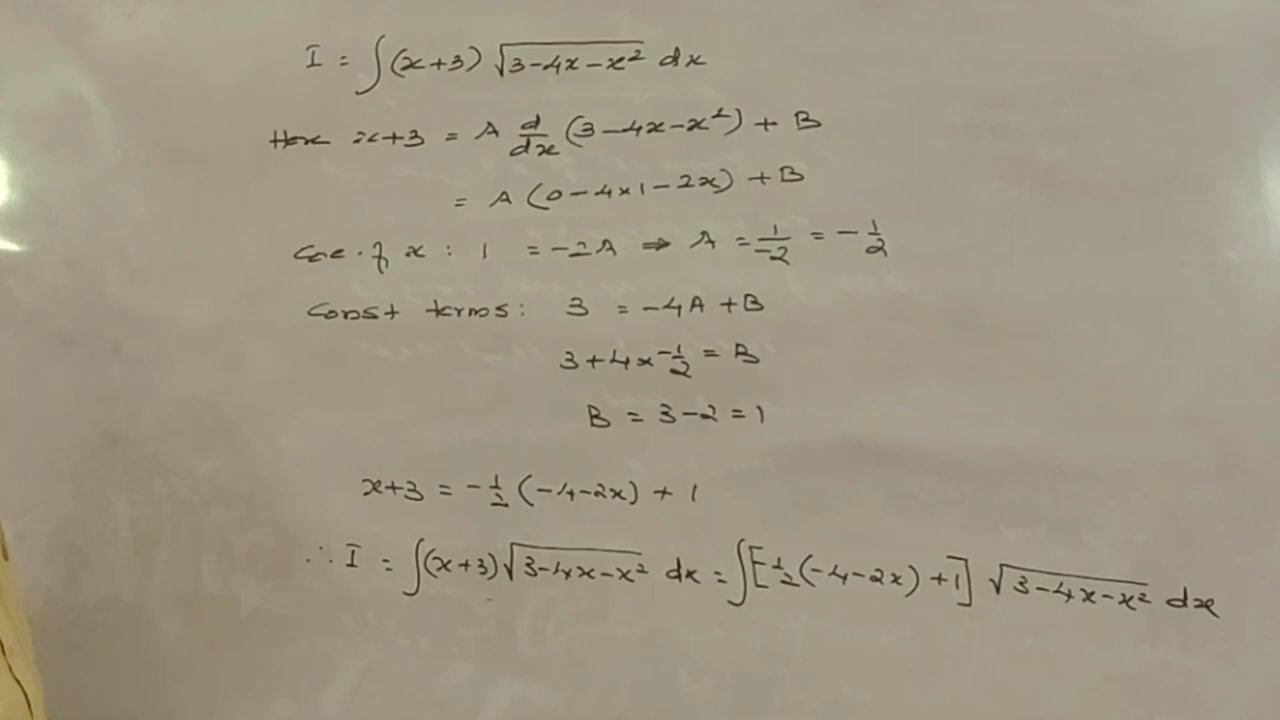 I = ∫(x+3) √(3-4x-x²) dx
Here x+3 = A d/dx (3-4x-x²) + B
= A (0-4×1-2x) + B
Coe. of x : 1 = -2A ⇒ A = 1/-2 = -1/2
Const terms: 3 = -4A + B
3+4×-1/2 = B
B = 3-2 = 1
x+3 = -1/2 (-4-2x) + 1
∴ I = ∫(x+3)√(3-4x-x²) dx = ∫[-1/2(-4-2x) +1] √(3-4x-x²) dx